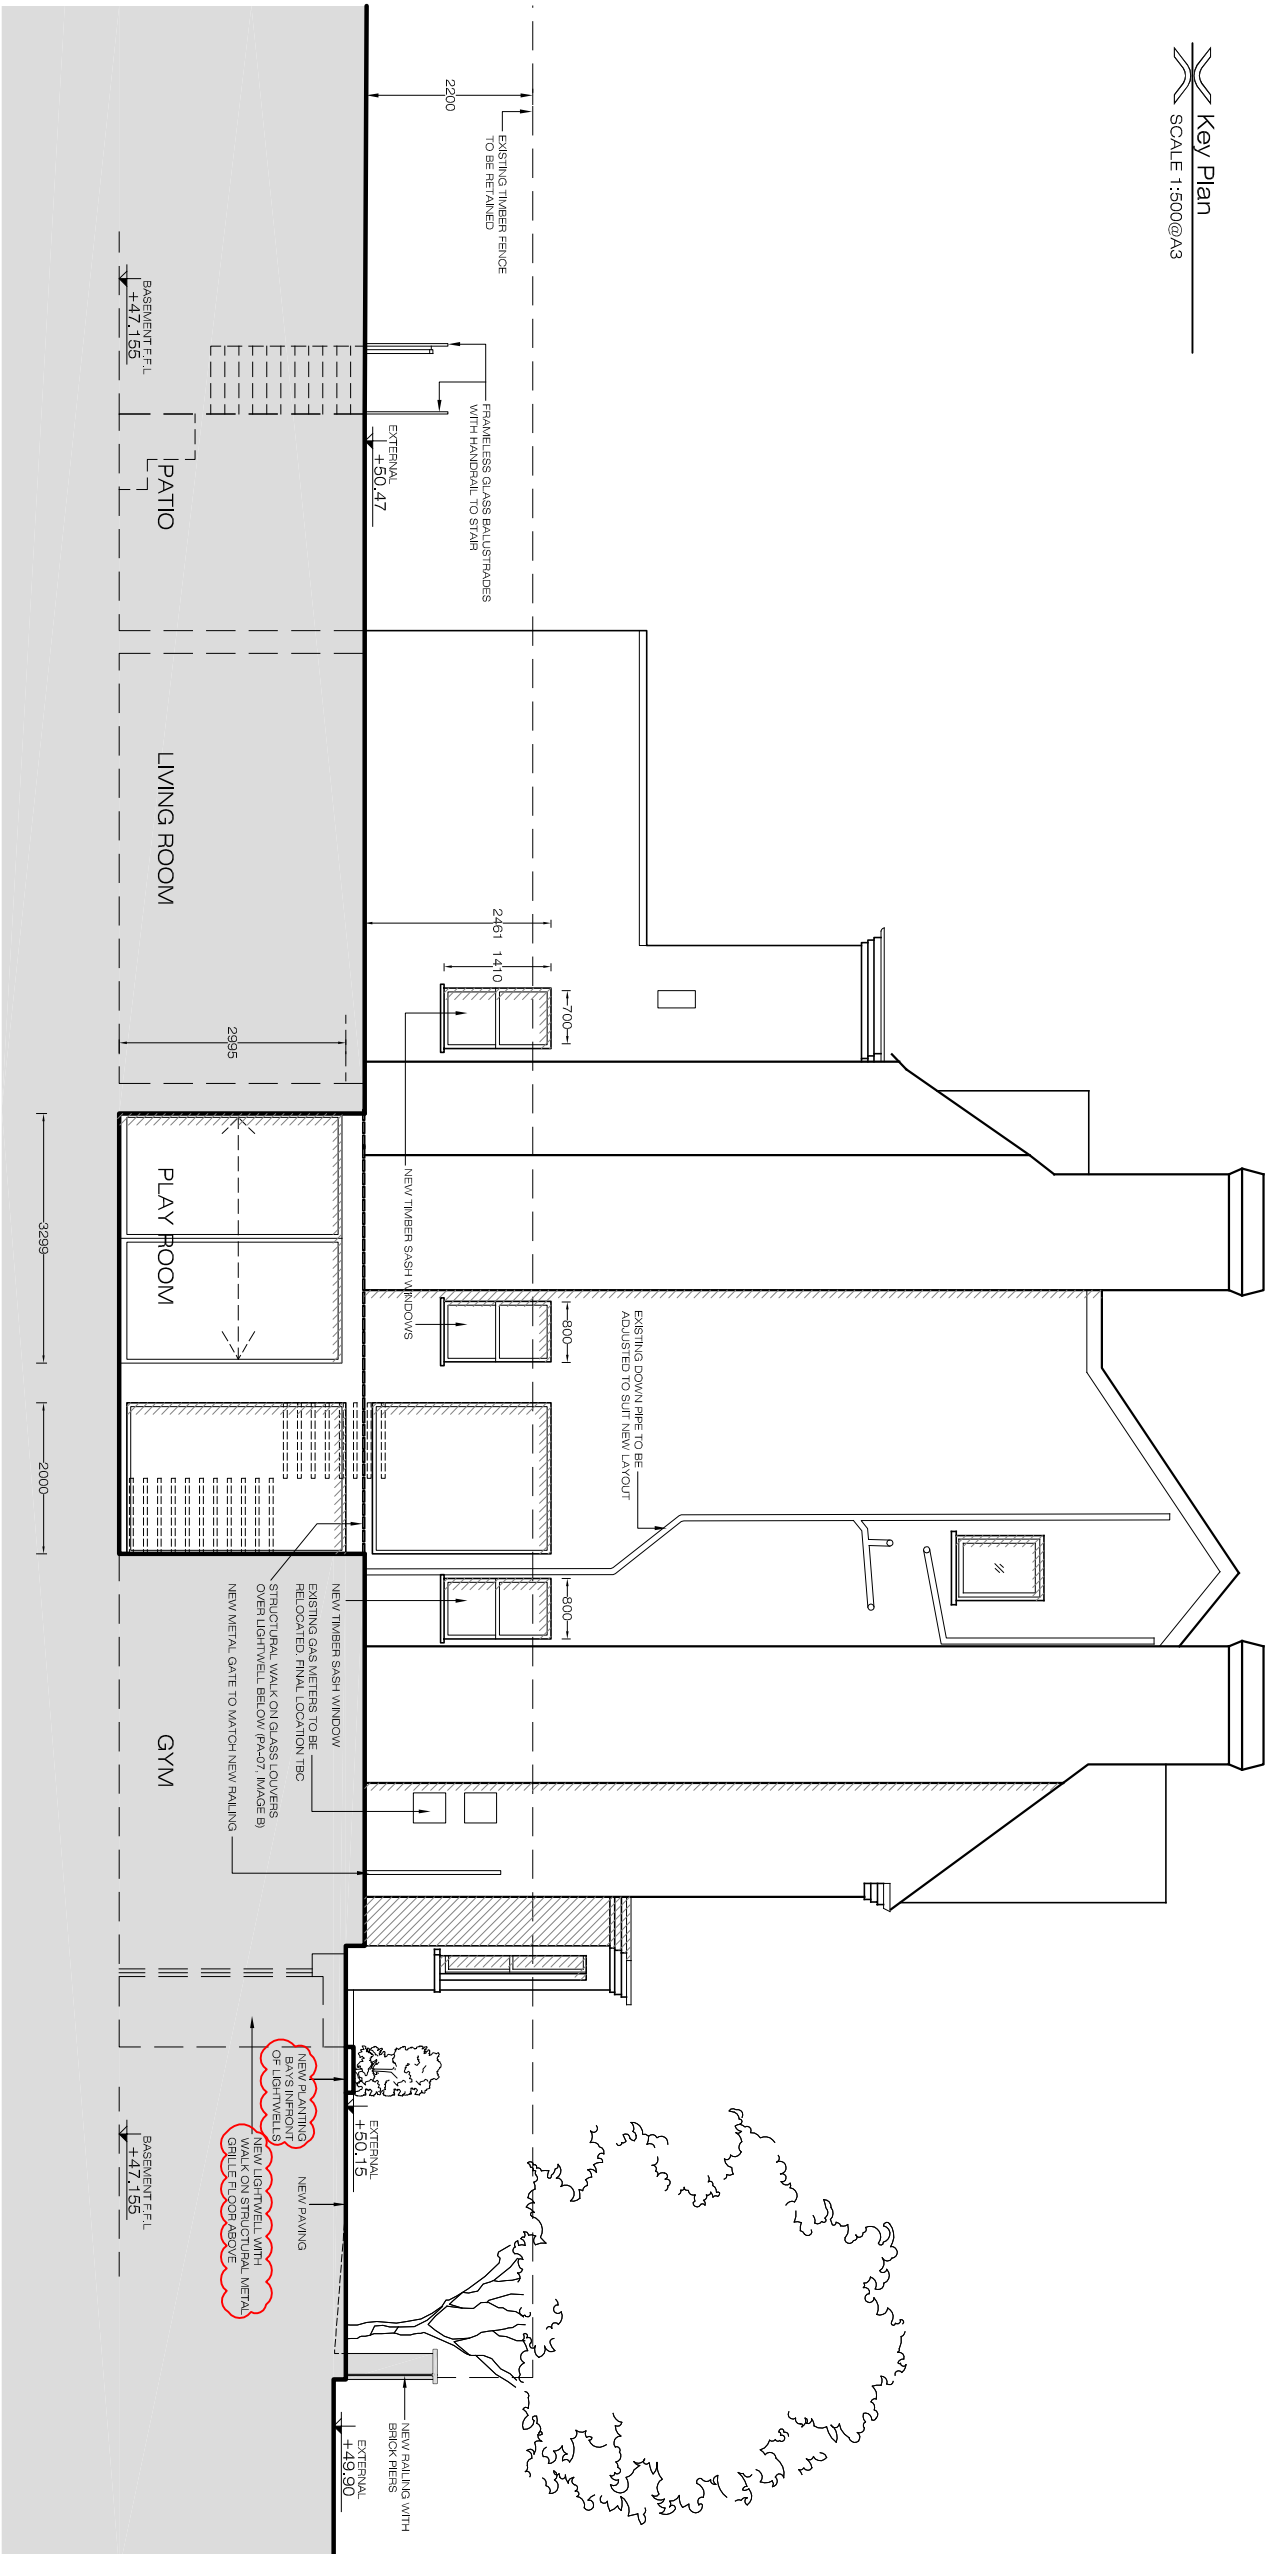 Key Plan
SCALE 1:500@A3
2200
EXISTING TIMBER FENCE
TO BE RETAINED
BASEMENT F.F.L
+47.155
FRAMELESS GLASS BALUSTRADES
WITH HANDRAIL TO STAIR
EXTERNAL
+50.47
PATIO
LIVING ROOM
2461
1410
700
2995
NEW TIMBER SASH WINDOWS
PLAY ROOM
3299
800
EXISTING DOWN PIPE TO BE
ADJUSTED TO SUIT NEW LAYOUT
2000
800
NEW TIMBER SASH WINDOW
EXISTING GAS METERS TO BE
RELOCATED. FINAL LOCATION TBC
STRUCTURAL WALK ON GLASS LOUVERS
OVER LIGHTWELL BELOW (PA-07, IMAGE B)
NEW METAL GATE TO MATCH NEW RAILING
GYM
NEW PLANTING
BAYS INFRONT
OF LIGHTWELLS
EXTERNAL
+50.15
NEW LIGHTWELL WITH
WALK ON STRUCTURAL METAL
GRILLE FLOOR ABOVE
NEW PAVING
BASEMENT F.F.L
+47.155
NEW RAILING WITH
BRICK PIERS
EXTERNAL
+49.90